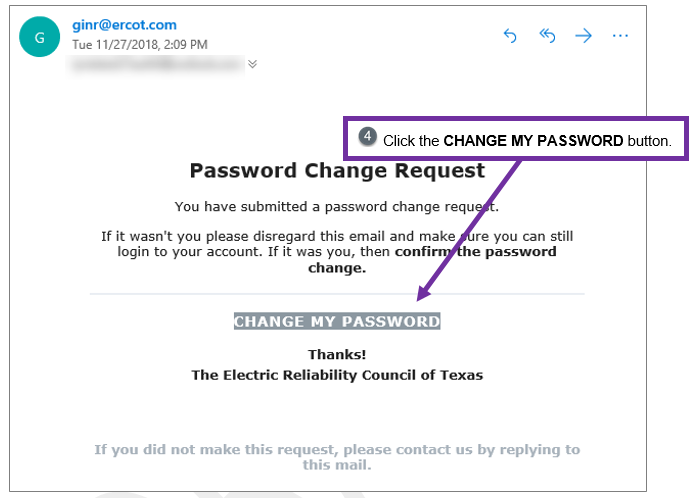 G
ginr@ercot.com
Tue 11/27/2018, 2:09 PM
4 Click the CHANGE MY PASSWORD button.
Password Change Request
You have submitted a password change request.
If it wasn't you please disregard this email and make sure you can still
login to your account. If it was you, then confirm the password
change.
CHANGE MY PASSWORD
Thanks!
The Electric Reliability Council of Texas
If you did not make this request, please contact us by replying to
this mail.